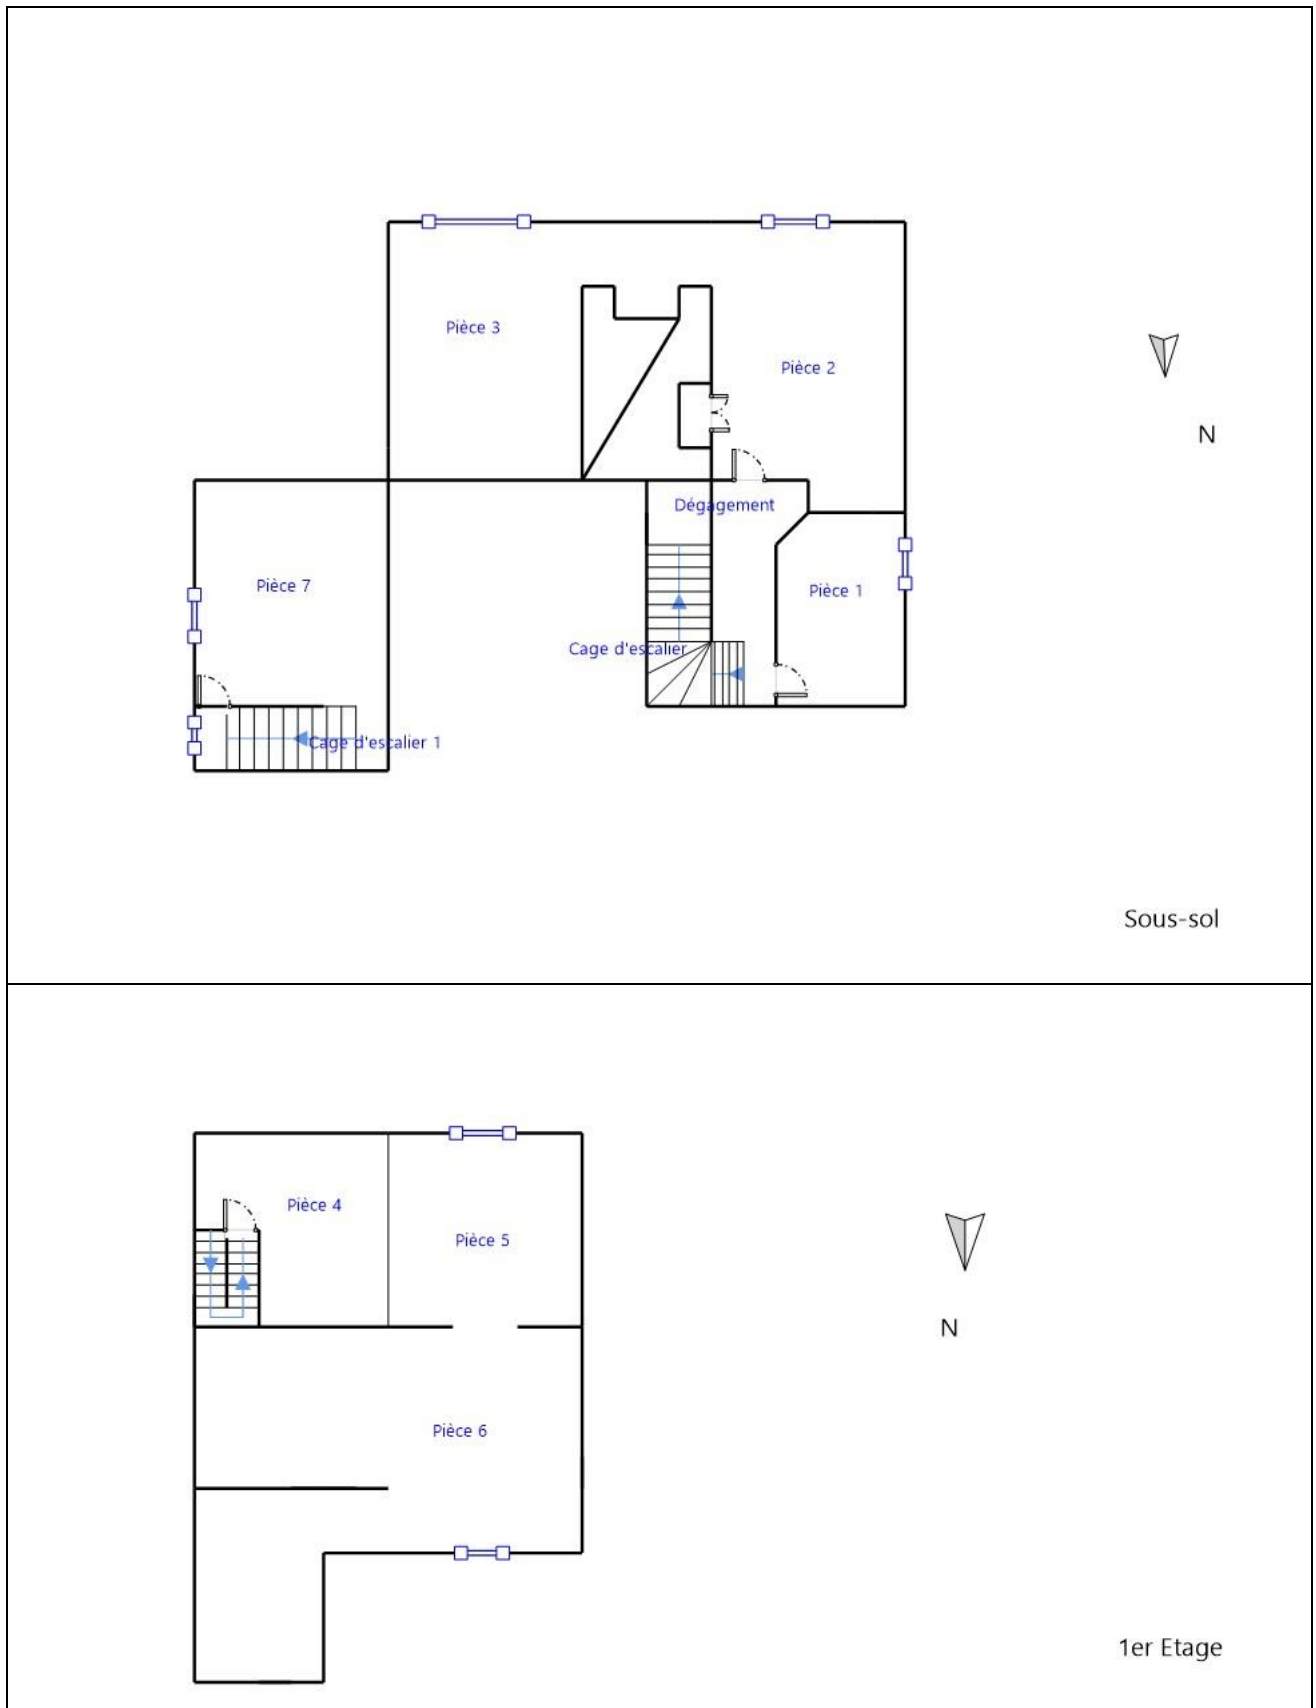 Pièce 3
Pièce 2
N
Dégagement
Pièce 7
Pièce 1
Cage d'escalier
Cage d'escalier 1
Sous-sol
Pièce 4
Pièce 5
N
Pièce 6
1er Etage